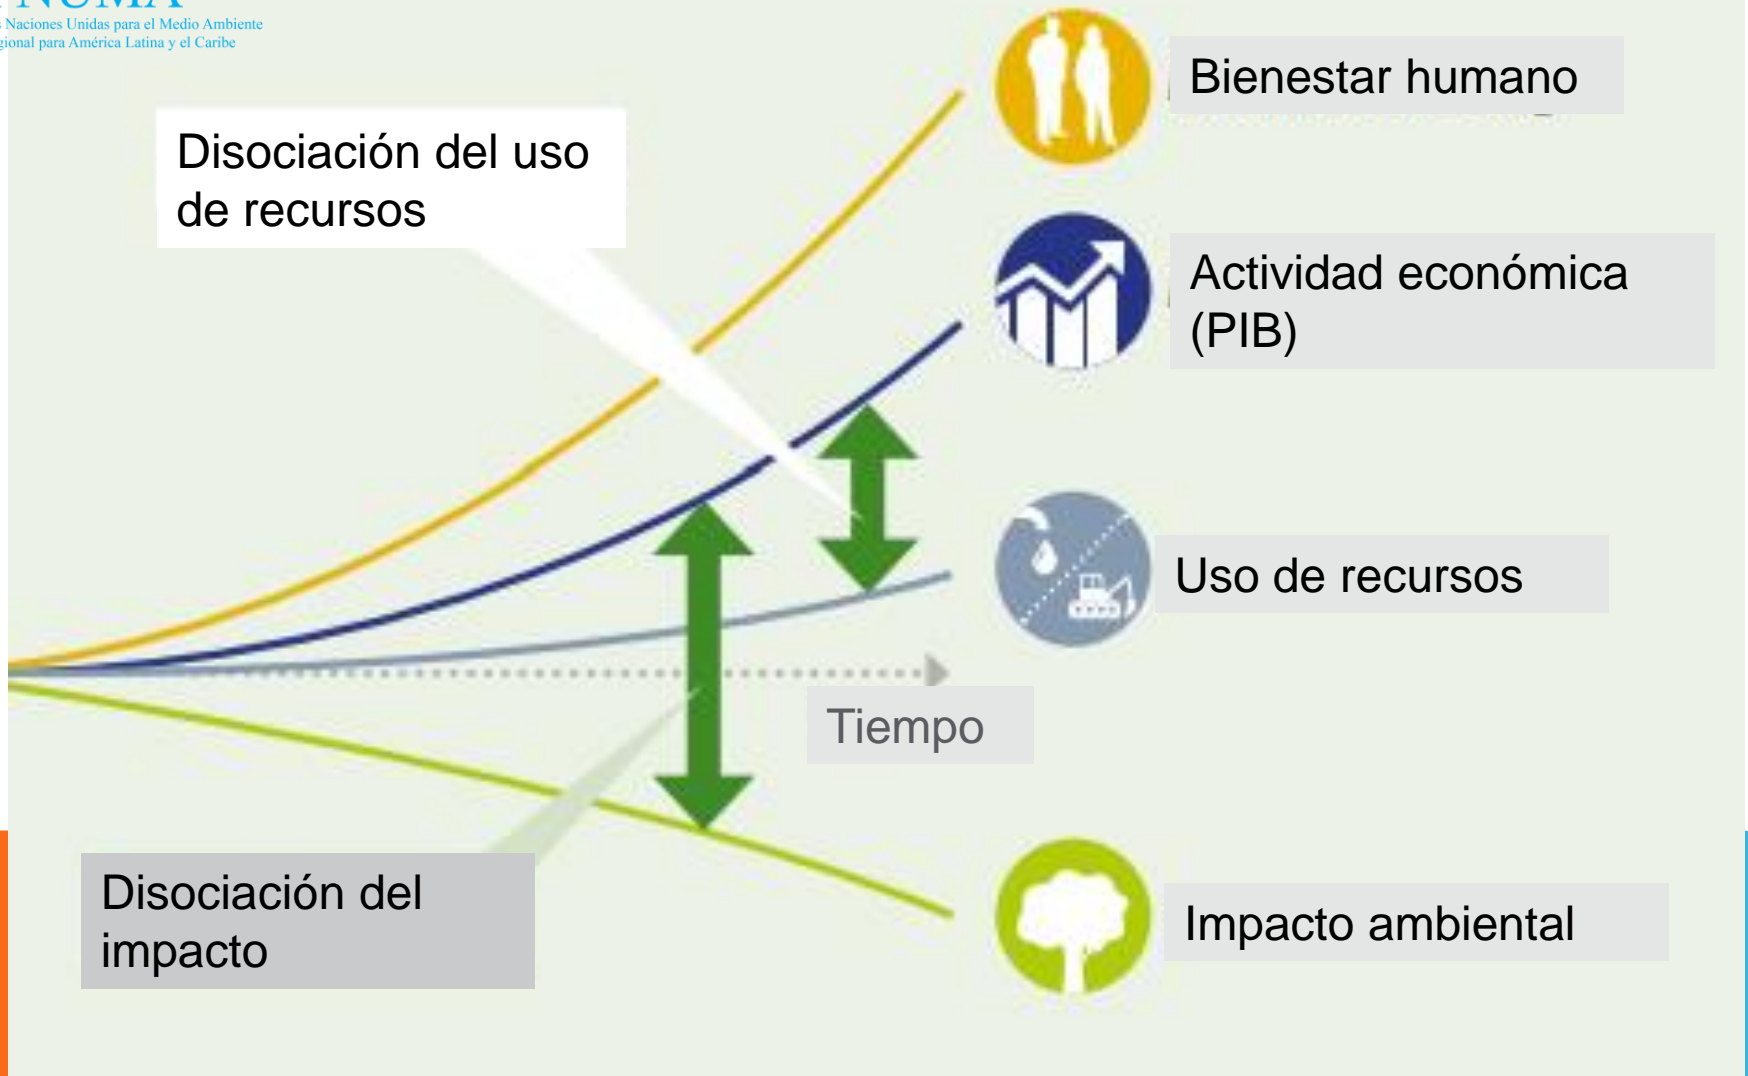 s Naciones Unidas para el Medio Ambiente
gional para América Latina y el Caribe
Bienestar humano
Disociación del uso
de recursos
Actividad económica
(PIB)
Uso de recursos
Tiempo
Disociación del
impacto
Impacto ambiental